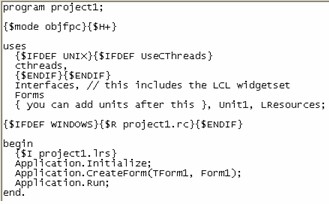 program project1;
{$mode objfpc}{$H+}
uses
{$IFDEF UNIX}{$IFDEF UseCThreads}
cthreads,
{$ENDIF}{$ENDIF}
Interfaces, // this includes the LCL widgetset
Forms
{ you can add units after this }, Unit1, LResources;
{$IFDEF WINDOWS}{$R project1.rc}{$ENDIF}
begin
{$I project1.lrs}
Application.Initialize;
Application.CreateForm(TForm1, Form1);
Application.Run;
end.